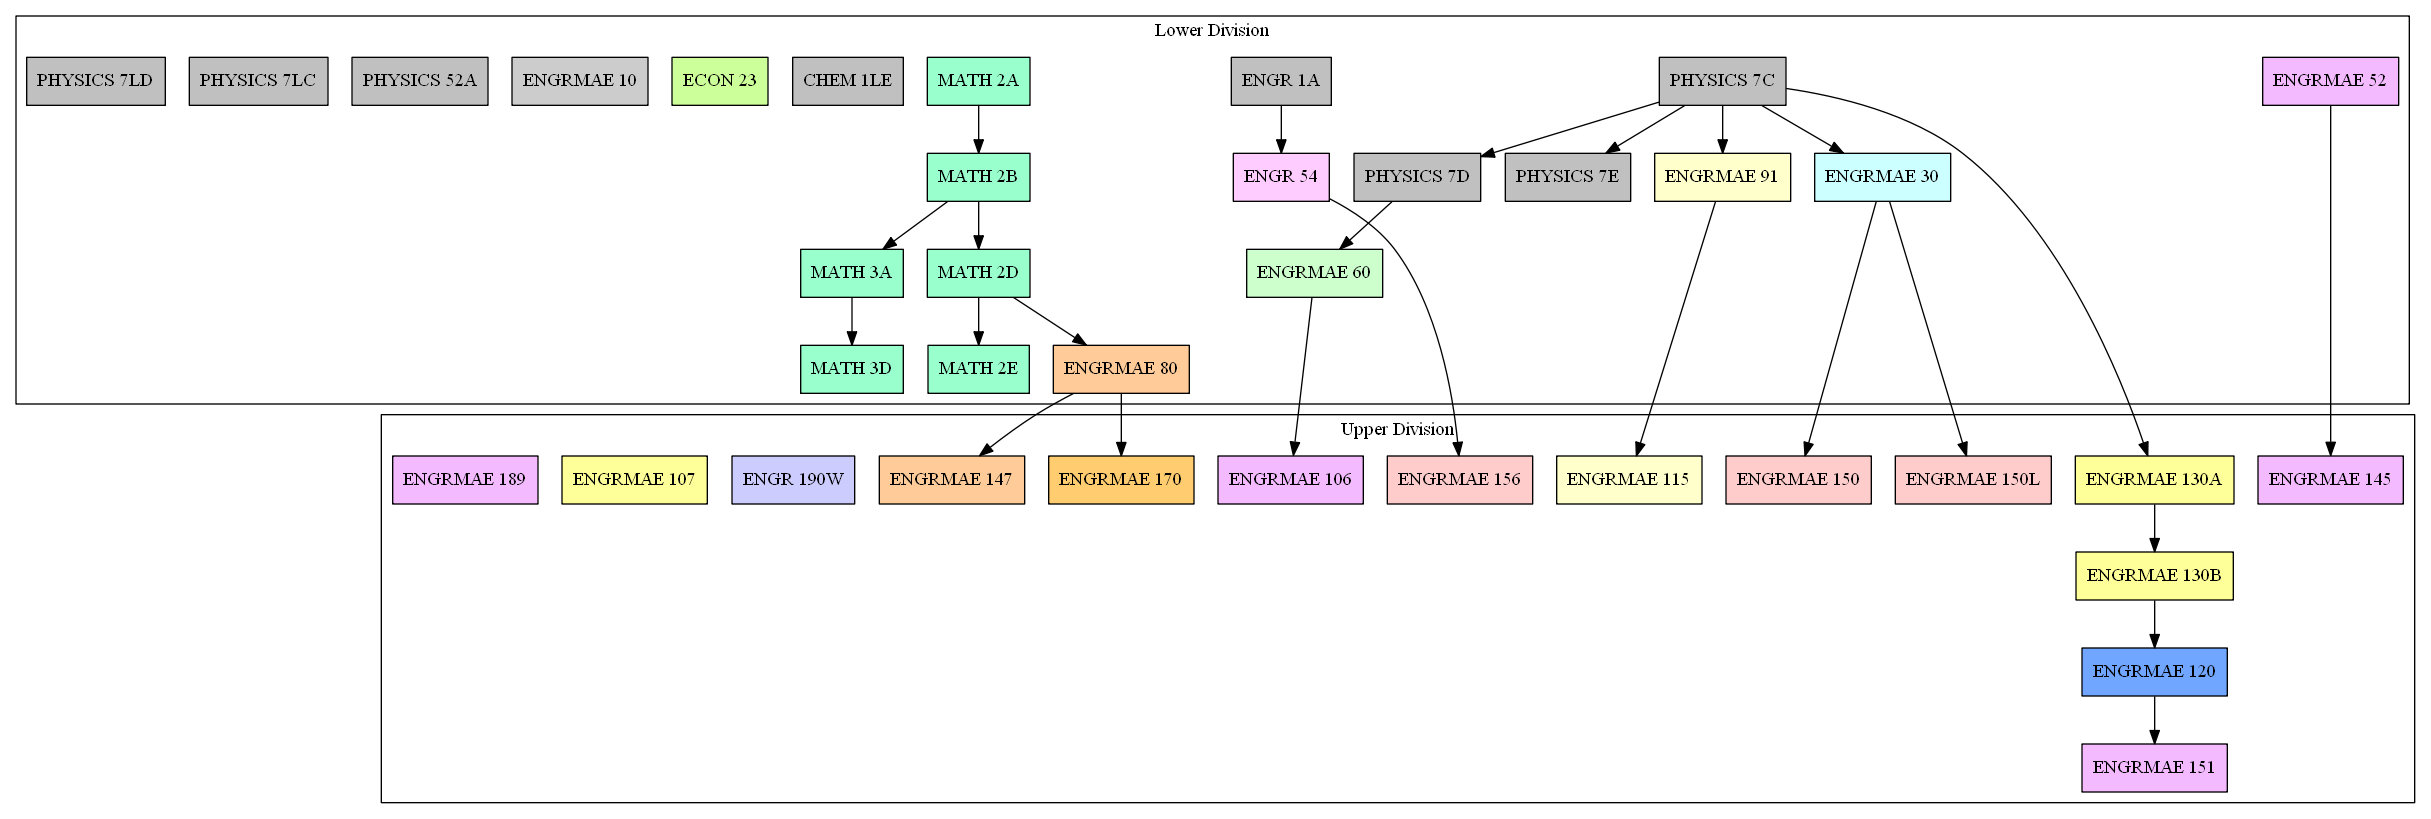 Lower Division
PHYSICS 7LD
PHYSICS 7LC
PHYSICS 52A
ENGRMAE 10
ECON 23
CHEM 1LE
MATH 2A
ENGR 1A
PHYSICS 7C
ENGRMAE 52
MATH 2B
ENGR 54
PHYSICS 7D
PHYSICS 7E
ENGRMAE 91
ENGRMAE 30
MATH 3A
MATH 2D
ENGRMAE 60
MATH 3D
MATH 2E
ENGRMAE 80
Upper Division
ENGRMAE 189
ENGRMAE 107
ENGR 190W
ENGRMAE 147
ENGRMAE 170
ENGRMAE 106
ENGRMAE 156
ENGRMAE 115
ENGRMAE 150
ENGRMAE 150L
ENGRMAE 130A
ENGRMAE 145
ENGRMAE 130B
ENGRMAE 120
ENGRMAE 151